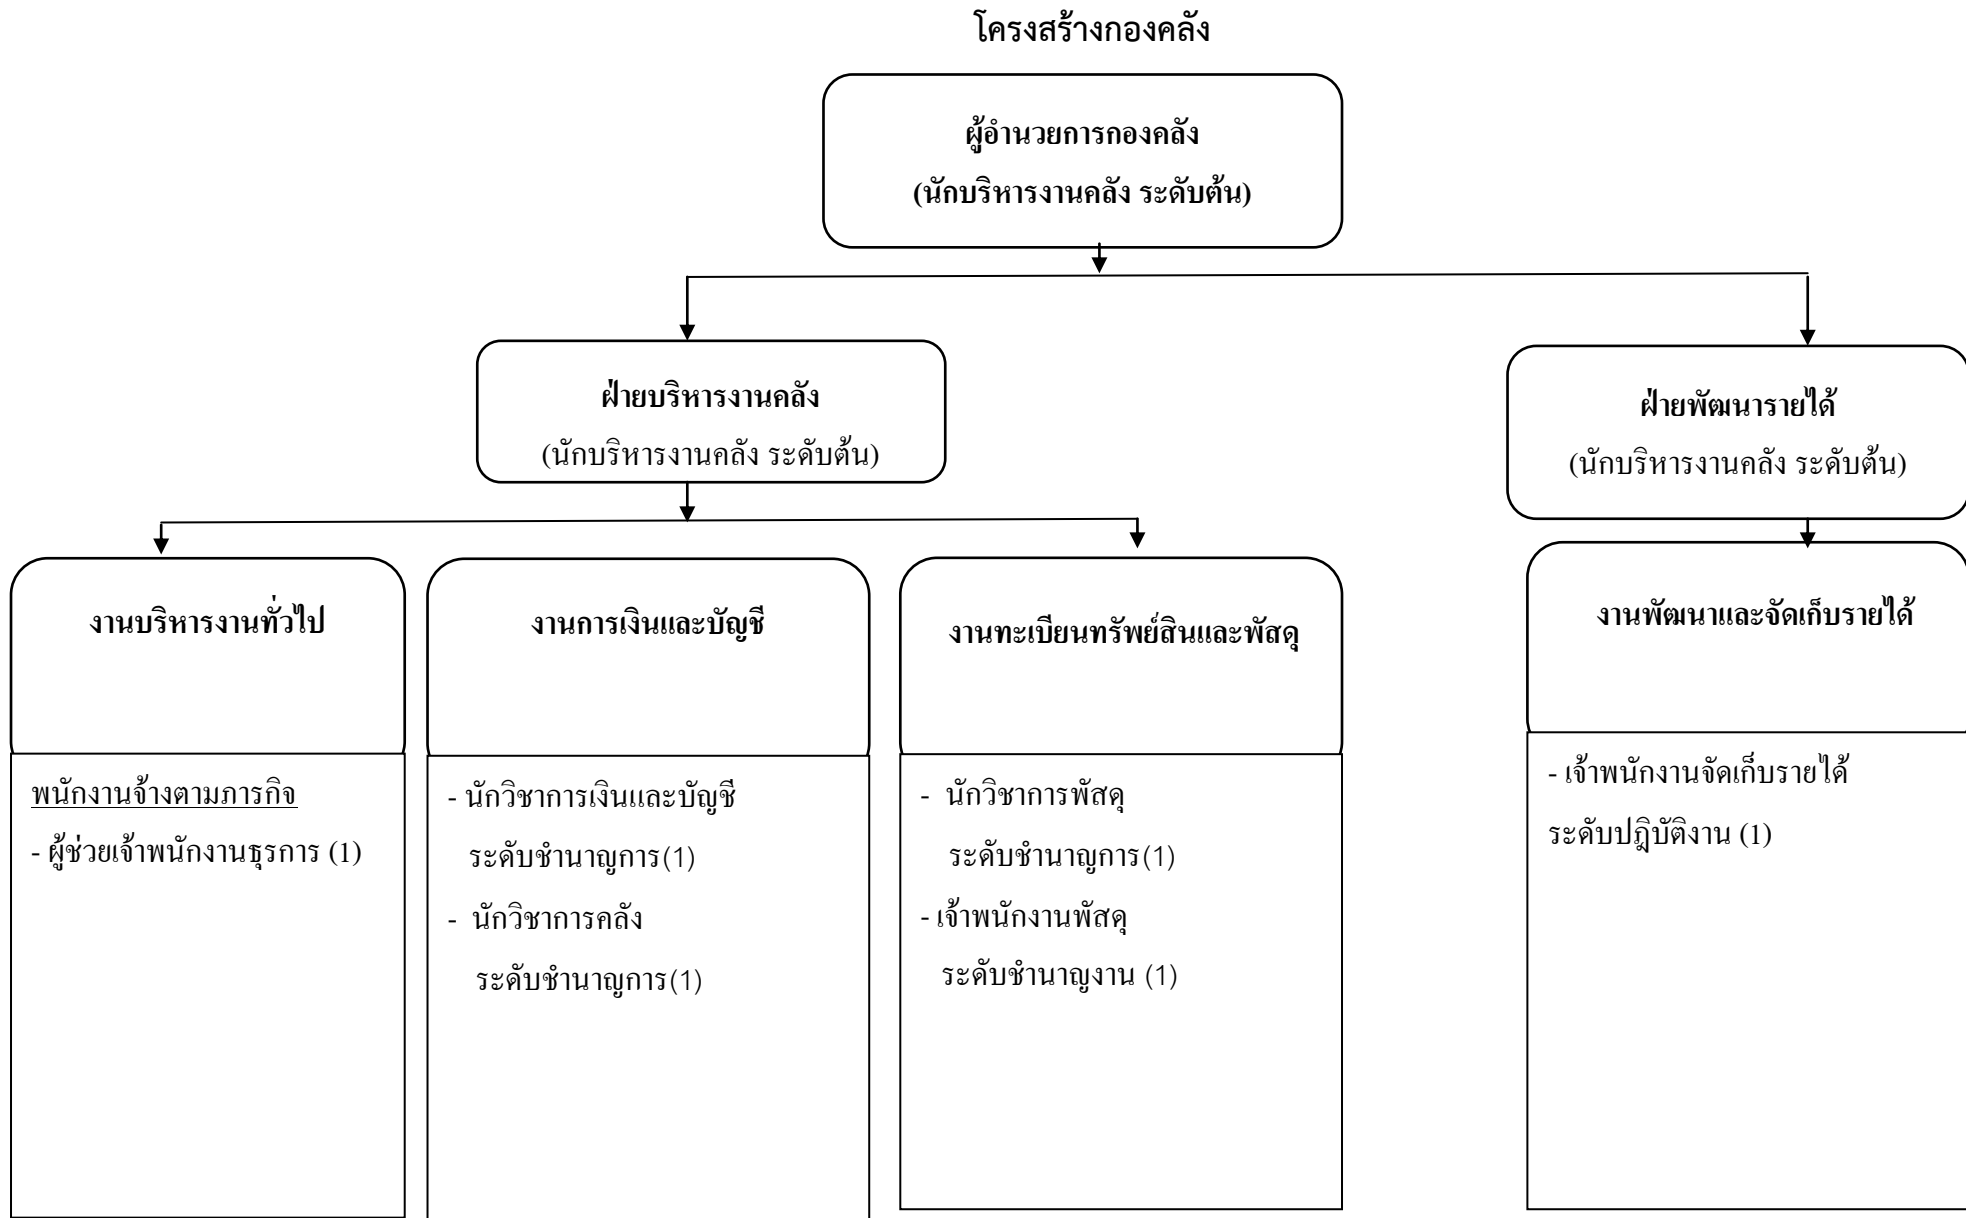 โครงสร้างกองคลัง
ผู้อำนวยการกองคลัง
(นักบริหารงานคลัง ระดับต้น)
ฝ่ายบริหารงานคลัง
(นักบริหารงานคลัง ระดับต้น)
ฝ่ายพัฒนารายได้
(นักบริหารงานคลัง ระดับต้น)
งานบริหารงานทั่วไป
พนักงานจ้างตามภารกิจ
- ผู้ช่วยเจ้าพนักงานธุรการ (1)
งานการเงินและบัญชี
- นักวิชาการเงินและบัญชี
ระดับชำนาญการ(1)
- นักวิชาการคลัง
ระดับชำนาญการ(1)
งานทะเบียนทรัพย์สินและพัสดุ
- นักวิชาการพัสดุ
ระดับชำนาญการ(1)
- เจ้าพนักงานพัสดุ
ระดับชำนาญงาน (1)
งานพัฒนาและจัดเก็บรายได้
- เจ้าพนักงานจัดเก็บรายได้
ระดับปฏิบัติงาน (1)